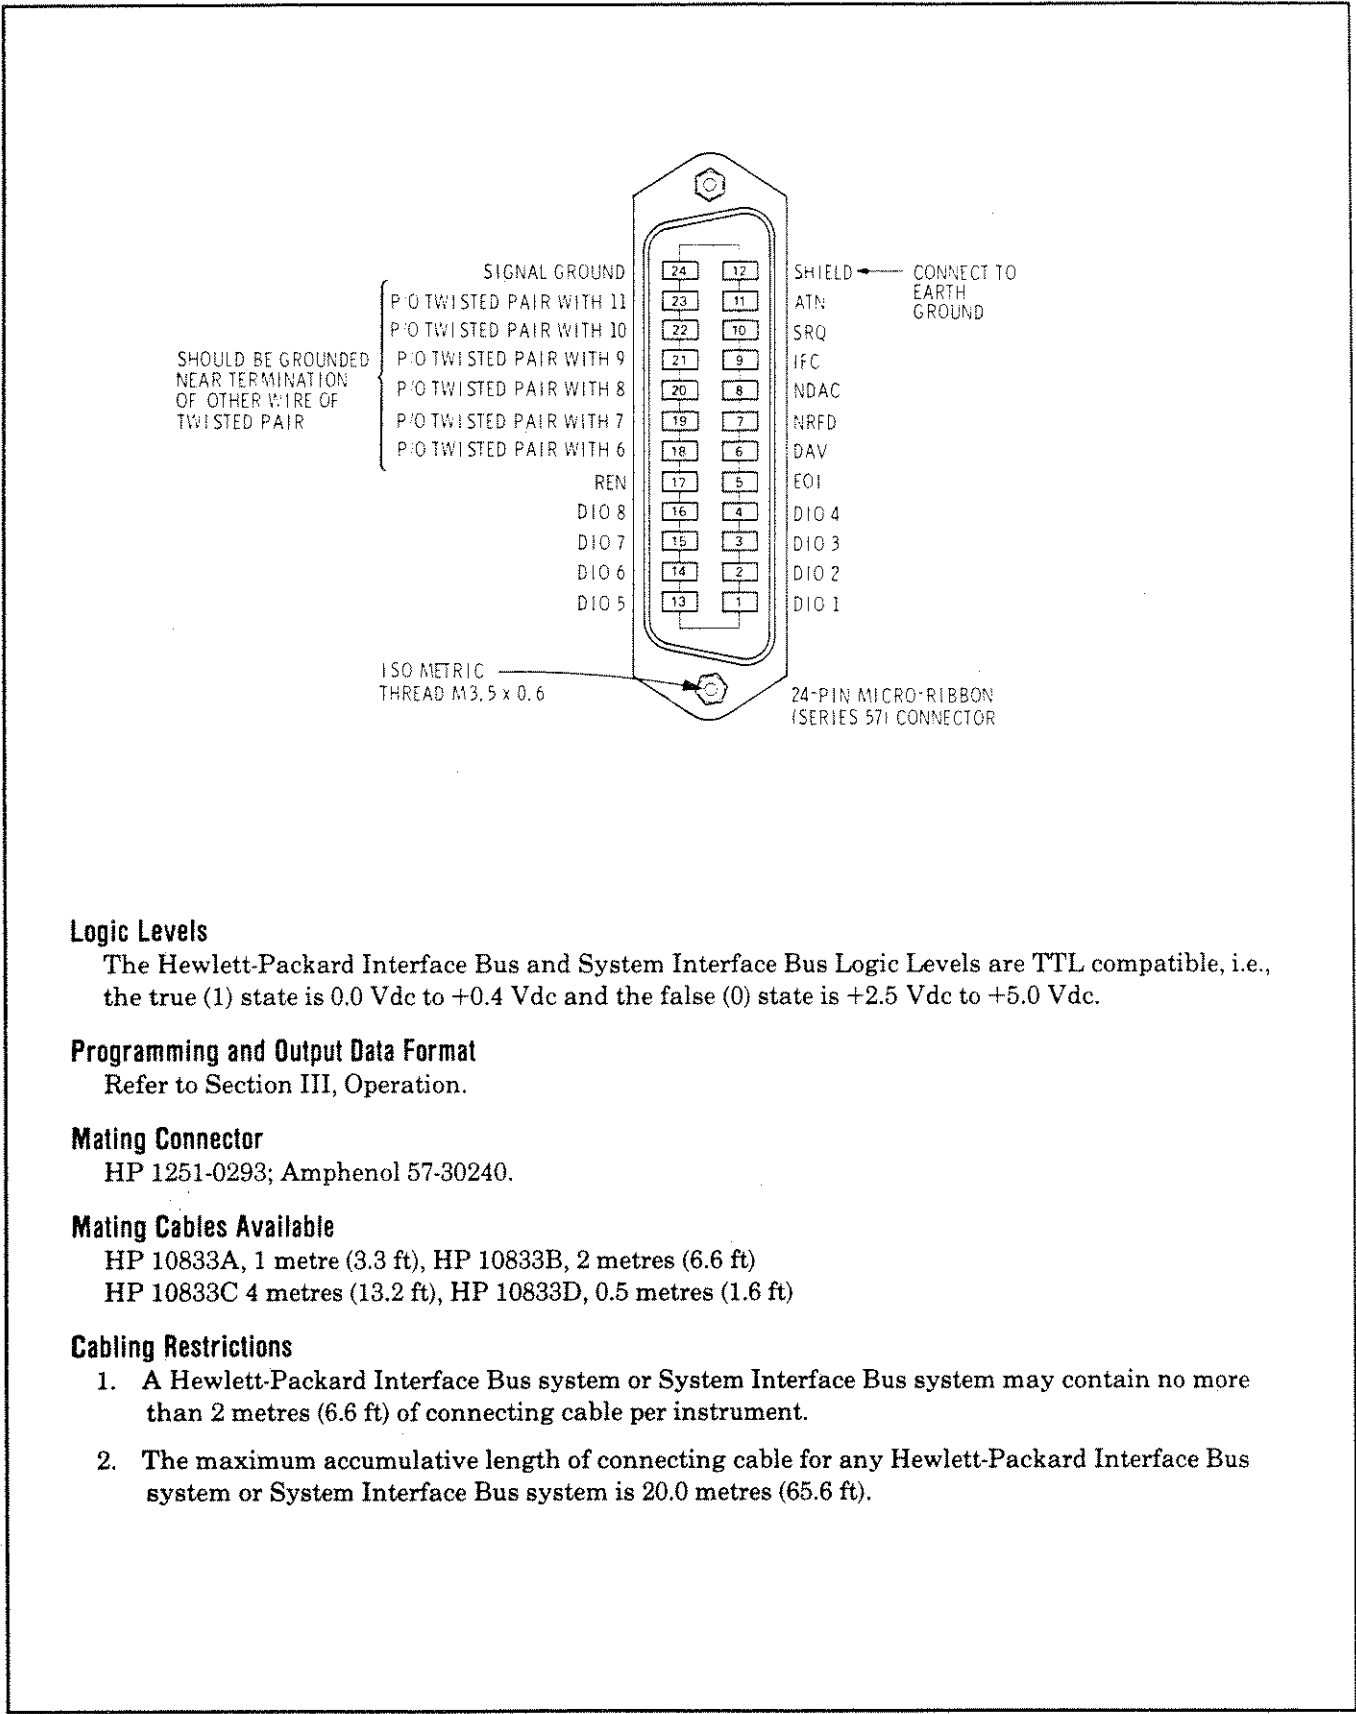 SIGNAL GROUND 24 12 SHIELD CONNECT TO
EARTH
GROUND
P/O TWISTED PAIR WITH 11 23 11 ATN
P/O TWISTED PAIR WITH 10 22 10 SRQ
P/O TWISTED PAIR WITH 9 21 9 IFC
P/O TWISTED PAIR WITH 8 20 8 NDAC
P/O TWISTED PAIR WITH 7 19 7 NRFD
P/O TWISTED PAIR WITH 6 18 6 DAV
SHOULD BE GROUNDED
NEAR TERMINATION
OF OTHER WIRE OF
TWISTED PAIR
REN 17 5 EOI
DIO 8 16 4 DIO 4
DIO 7 15 3 DIO 3
DIO 6 14 2 DIO 2
DIO 5 13 1 DIO 1
ISO METRIC
THREAD M3.5 x 0.6
24-PIN MICRO-RIBBON
(SERIES 57) CONNECTOR
Logic Levels
The Hewlett-Packard Interface Bus and System Interface Bus Logic Levels are TTL compatible, i.e.,
the true (1) state is 0.0 Vdc to +0.4 Vdc and the false (0) state is +2.5 Vdc to +5.0 Vdc.
Programming and Output Data Format
Refer to Section III, Operation.
Mating Connector
HP 1251-0293; Amphenol 57-30240.
Mating Cables Available
HP 10833A, 1 metre (3.3 ft), HP 10833B, 2 metres (6.6 ft)
HP 10833C 4 metres (13.2 ft), HP 10833D, 0.5 metres (1.6 ft)
Cabling Restrictions
1. A Hewlett-Packard Interface Bus system or System Interface Bus system may contain no more
than 2 metres (6.6 ft) of connecting cable per instrument.
2. The maximum accumulative length of connecting cable for any Hewlett-Packard Interface Bus
system or System Interface Bus system is 20.0 metres (65.6 ft).